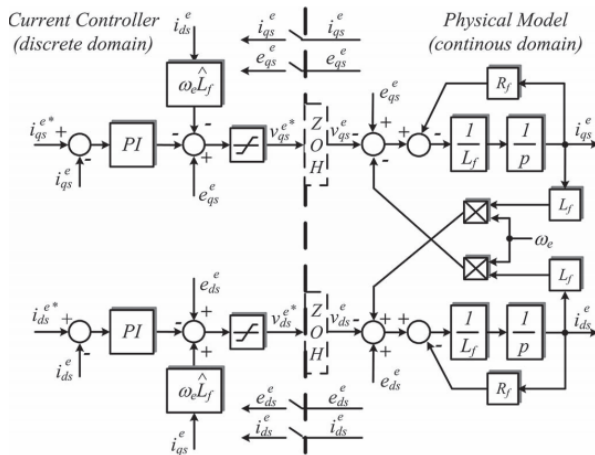 Current Controller
(discrete domain)
Physical Model
(continous domain)
i_ds^e
i_qs^e
i_qs^e
e_qs^e
e_qs^e
ω_e L̂_f
e_qs^e
R_f
i_qs^e* +
-
PI
-
-
+
v_qs^e*
Z
O
H
v_qs^e
-
+
-
+
-
1/L_f
1/p
i_qs^e
i_qs^e
e_qs^e
L_f
ω_e
L_f
e_ds^e
i_ds^e* +
-
PI
-
+
+
v_ds^e*
Z
O
H
v_ds^e
-
+
+
+
-
1/L_f
1/p
i_ds^e
i_ds^e
ω_e L̂_f
e_ds^e
R_f
i_qs^e
e_ds^e
e_ds^e
i_ds^e
i_ds^e